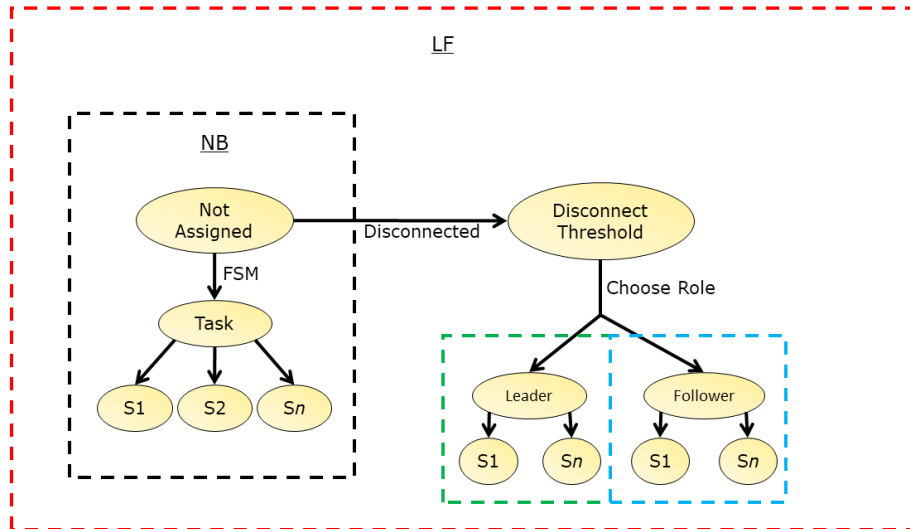 LF
NB
Not
Assigned
Disconnected
Disconnect
Threshold
FSM
Choose Role
Task
S1
S2
Sn
Leader
Follower
S1
Sn
S1
Sn